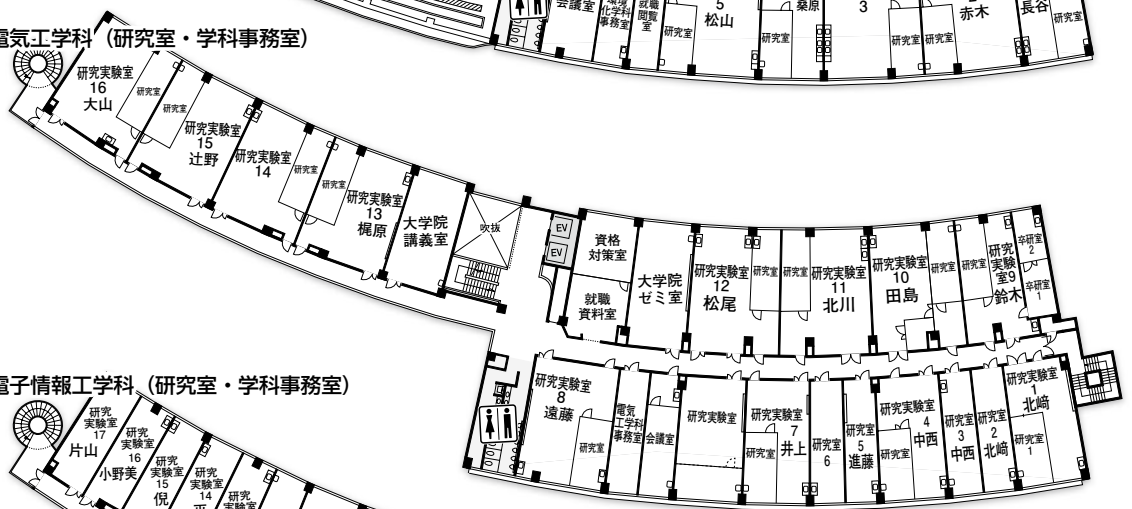 会議室
環境
化学科
事務室
就職
閲覧
室
研究室
5
松山
研究室
桑原
3
研究室
研究室
赤木
長谷
研究室
電気工学科（研究室・学科事務室）
研究実験室
16
大山
研究室
研究室
研究実験室
15
辻野
研究実験室
14
研究室
研究室
研究実験室
13
梶原
大学院
講義室
吹抜
EV
EV
資格
対策室
就職
資料室
大学院
ゼミ室
研究実験室
12
松尾
研究室
研究室
研究実験室
11
北川
研究実験室
10
田島
研究室
研究室
研究
実験
室9
鈴木
卒研室
2
卒研室
1
研究実験室
8
遠藤
研究室
電気
工学科
事務室
会議室
研究実験室
研究実験室
7
井上
研究室
研究室
6
研究室
5
進藤
研究実験室
4
中西
研究室
研究室
3
中西
研究室
2
北﨑
研究実験室
1
北﨑
研究室
1
電子情報工学科（研究室・学科事務室）
研究
実験室
17
片山
研究
実験室
16
小野美
研究
実験室
15
倪
研究
実験室
14
研究
実験室